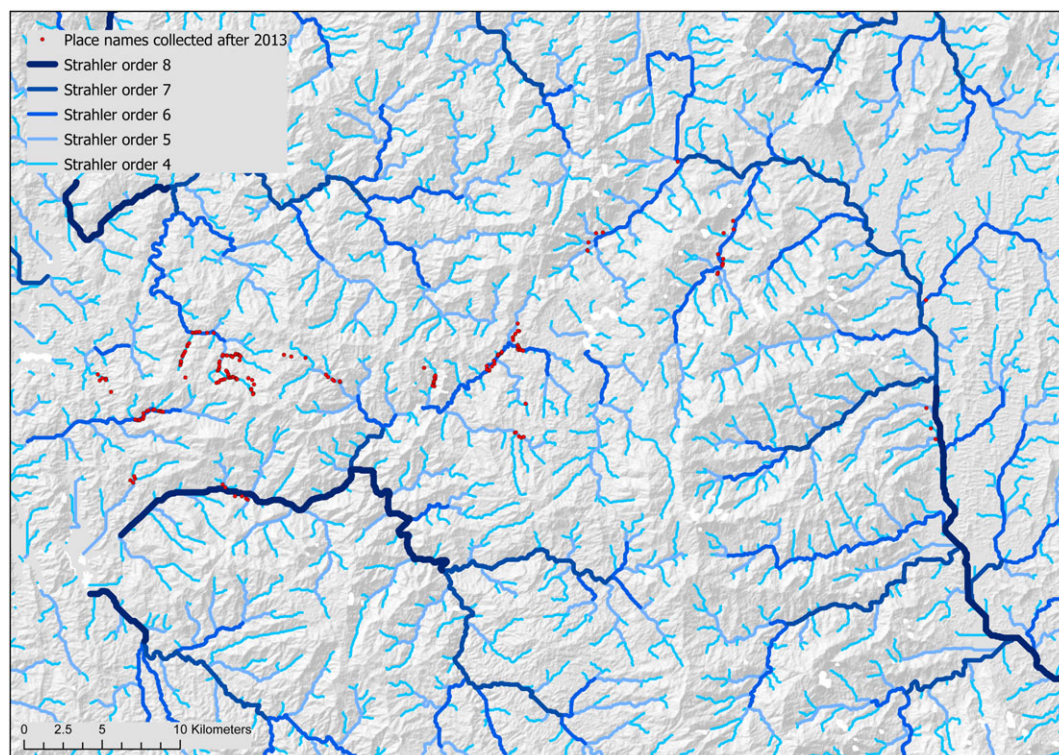 Place names collected after 2013
Strahler order 8
Strahler order 7
Strahler order 6
Strahler order 5
Strahler order 4
0 2.5 5 10 Kilometers